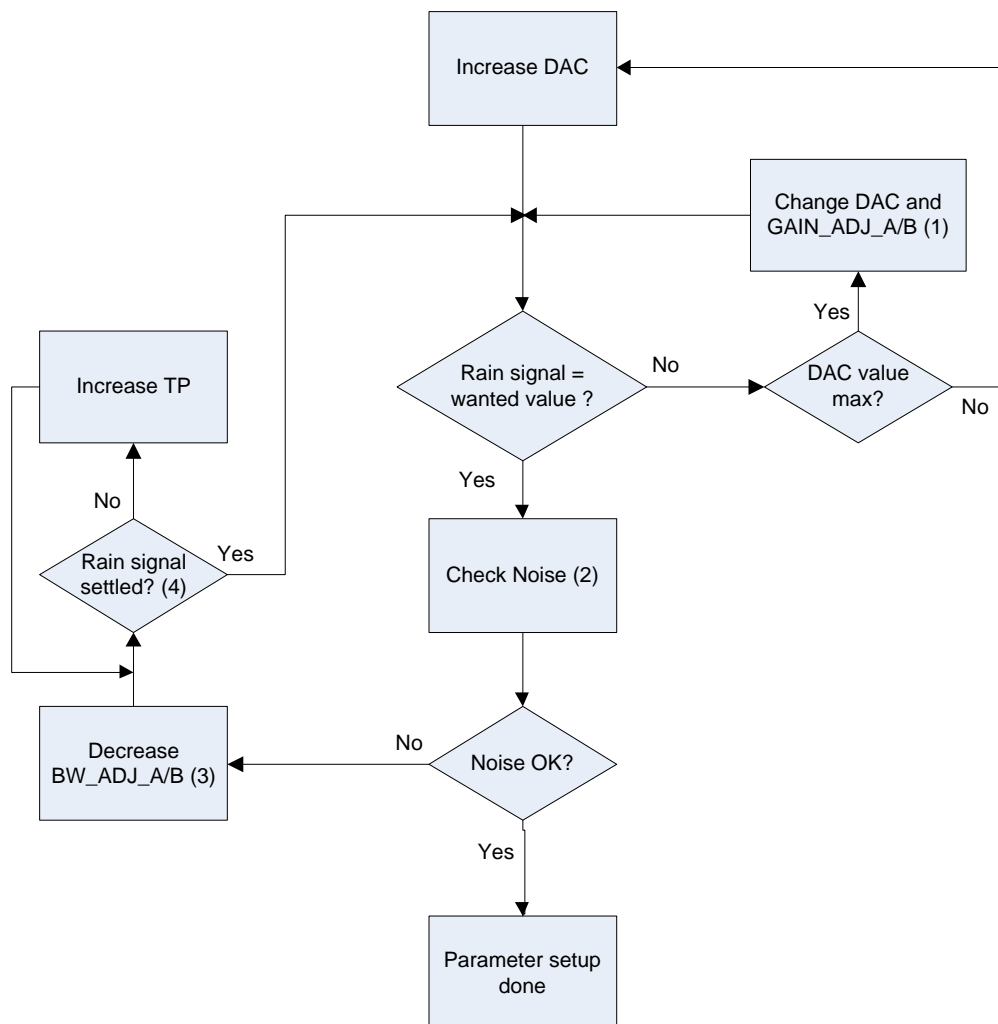 Increase DAC
Change DAC and
GAIN_ADJ_A/B (1)
Yes
Increase TP
Rain signal =
wanted value ?
No
DAC value
max?
No
Yes
No
Rain signal
settled? (4)
Yes
Check Noise (2)
Decrease
BW_ADJ_A/B (3)
No
Noise OK?
Yes
Parameter setup
done